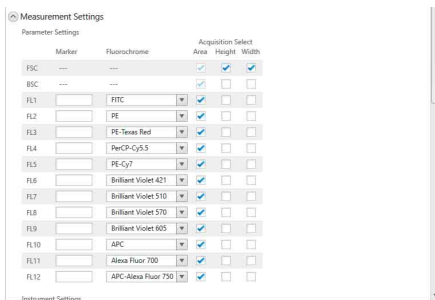 Measurement Settings
Parameter Settings
Acquisition Select
Marker Fluorochrome Area Height Width
FSC --- ---
BSC --- ---
FL1 FITC
FL2 PE
FL3 PE-Texas Red
FL4 PerCP-Cy5.5
FL5 PE-Cy7
FL6 Brilliant Violet 421
FL7 Brilliant Violet 510
FL8 Brilliant Violet 570
FL9 Brilliant Violet 605
FL10 APC
FL11 Alexa Fluor 700
FL12 APC-Alexa Fluor 750
Instrument Settings